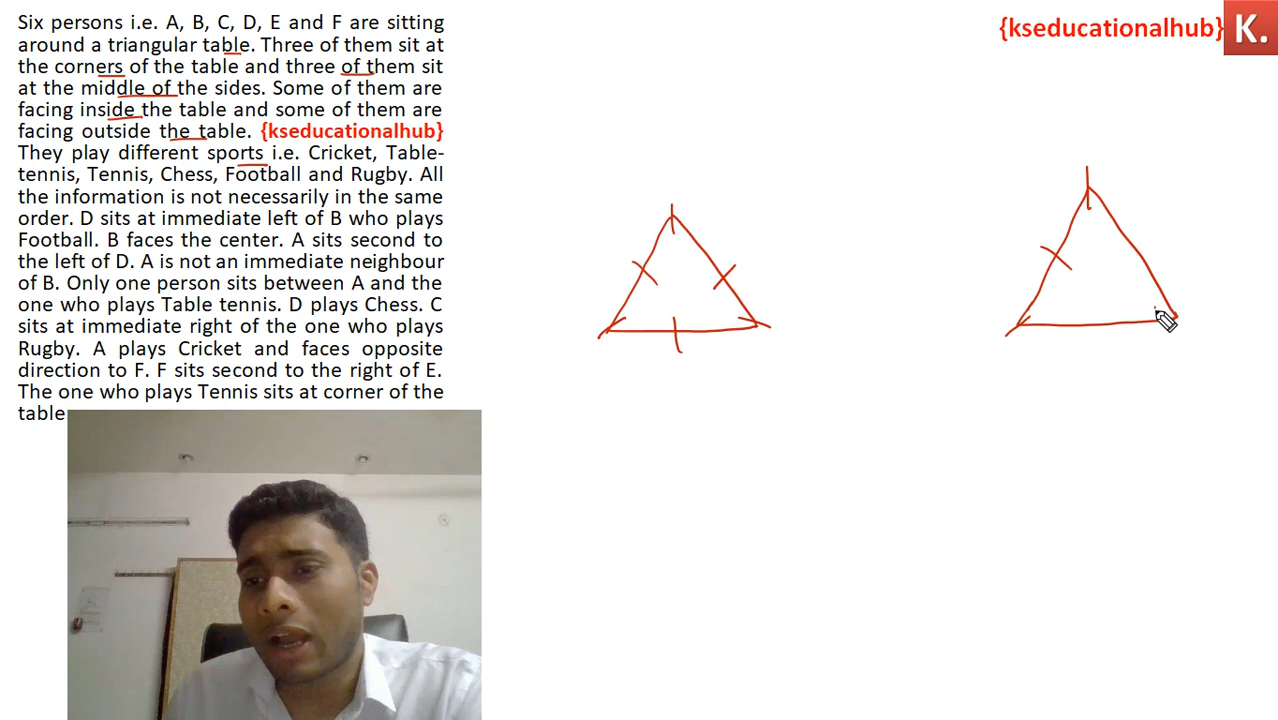 Six persons i.e. A, B, C, D, E and F are sitting
around a triangular table. Three of them sit at
the corners of the table and three of them sit
at the middle of the sides. Some of them are
facing inside the table and some of them are
facing outside the table. {kseducationalhub}
They play different sports i.e. Cricket, Table-
tennis, Tennis, Chess, Football and Rugby. All
the information is not necessarily in the same
order. D sits at immediate left of B who plays
Football. B faces the center. A sits second to
the left of D. A is not an immediate neighbour
of B. Only one person sits between A and the
one who plays Table tennis. D plays Chess. C
sits at immediate right of the one who plays
Rugby. A plays Cricket and faces opposite
direction to F. F sits second to the right of E.
The one who plays Tennis sits at corner of the
table
{kseducationalhub}
K.